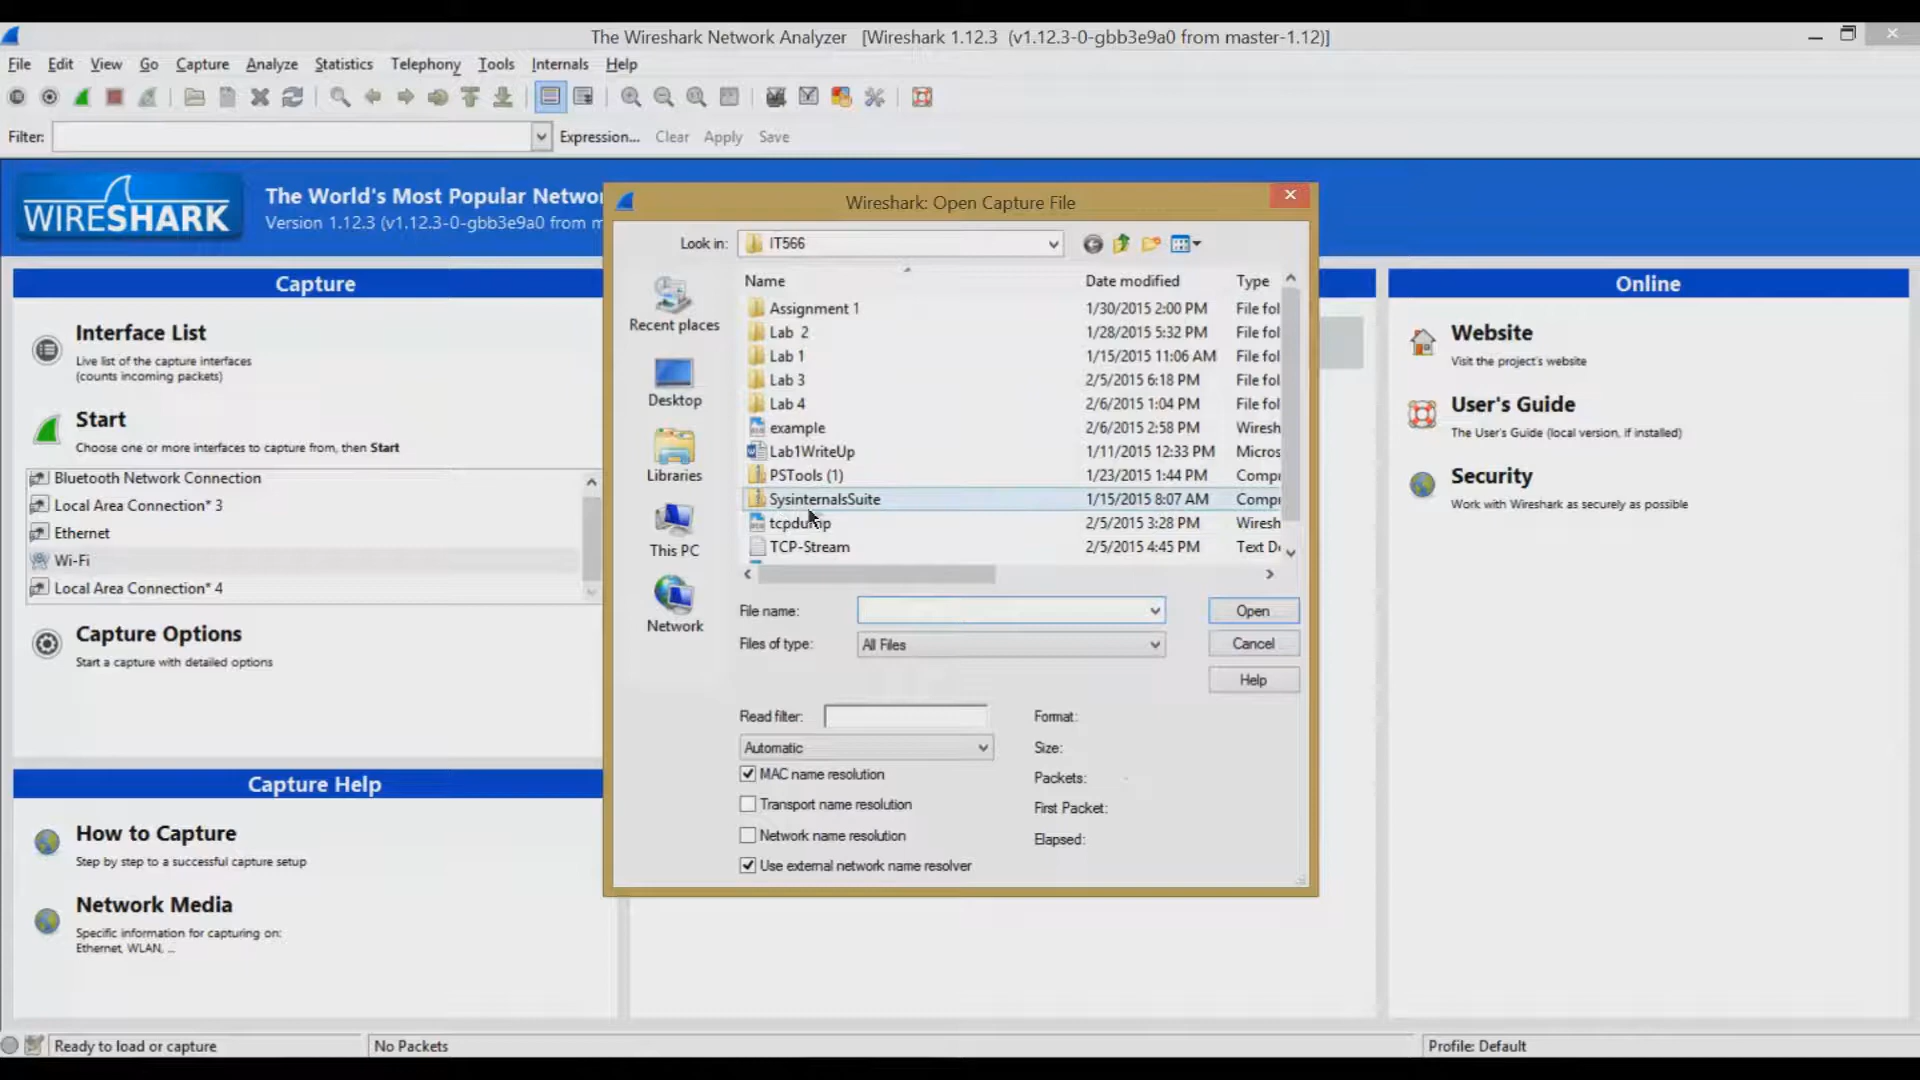 The Wireshark Network Analyzer [Wireshark 1.12.3 (v1.12.3-0-gbb3e9a0 from master-1.12)]
File Edit View Go Capture Analyze Statistics Telephony Tools Internals Help
Filter: Expression... Clear Apply Save
WIRESHARK
The World's Most Popular Netwo
Version 1.12.3 (v1.12.3-0-gbb3e9a0 from m
Capture
Interface List
Live list of the capture interfaces
(counts incoming packets)
Start
Choose one or more interfaces to capture from, then Start
Bluetooth Network Connection
Local Area Connection* 3
Ethernet
Wi-Fi
Local Area Connection* 4
Capture Options
Start a capture with detailed options
Capture Help
How to Capture
Step by step to a successful capture setup
Network Media
Specific information for capturing on:
Ethernet, WLAN, ...
Wireshark: Open Capture File
Look in: IT566
Recent places
Desktop
Libraries
This PC
Network
Name Date modified Type
Assignment 1 1/30/2015 2:00 PM File fol
Lab 2 1/28/2015 5:32 PM File fol
Lab 1 1/15/2015 11:06 AM File fol
Lab 3 2/5/2015 6:18 PM File fol
Lab 4 2/6/2015 1:04 PM File fol
example 2/6/2015 2:58 PM Wiresh
Lab1WriteUp 1/11/2015 12:33 PM Micros
PSTools (1) 1/23/2015 1:44 PM Compr
SysinternalsSuite 1/15/2015 8:07 AM Compr
tcpdump 2/5/2015 3:28 PM Wiresh
TCP-Stream 2/5/2015 4:45 PM Text D
File name: Open
Files of type: All Files Cancel
Help
Read filter: Format:
Automatic Size:
MAC name resolution Packets:
Transport name resolution First Packet:
Network name resolution Elapsed:
Use external network name resolver
Online
Website
Visit the project's website
User's Guide
The User's Guide (local version, if installed)
Security
Work with Wireshark as securely as possible
Ready to load or capture No Packets Profile: Default